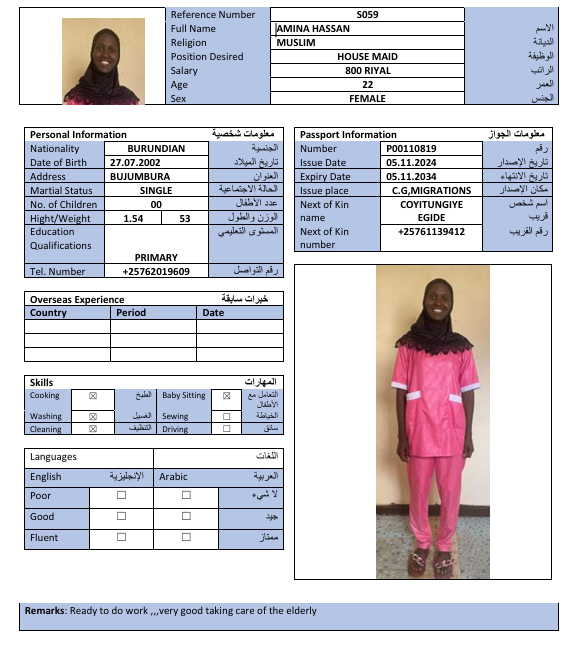 Reference Number S059
Full Name AMINA HASSAN الاسم
Religion MUSLIM الديانة
Position Desired HOUSE MAID الوظيفة
Salary 800 RIYAL الراتب
Age 22 العمر
Sex FEMALE الجنس
Personal Information معلومات شخصية
Nationality BURUNDIAN الجنسية
Date of Birth 27.07.2002 تاريخ الميلاد
Address BUJUMBURA العنوان
Martial Status SINGLE الحالة الاجتماعية
No. of Children 00 عدد الأطفال
Hight/Weight 1.54 53 الوزن والطول
Education المستوى التعليمي
Qualifications
PRIMARY
Tel. Number +25762019609 رقم التواصل
Passport Information معلومات الجواز
Number P00110819 رقم
Issue Date 05.11.2024 تاريخ الإصدار
Expiry Date 05.11.2034 تاريخ الانتهاء
Issue place C.G,MIGRATIONS مكان الإصدار
Next of Kin COYITUNGIYE اسم شخص
name EGIDE قريب
Next of Kin +25761139412 رقم القريب
number
Overseas Experience خبرات سابقة
Country Period Date
Skills المهارات
Cooking ☒ الطبخ Baby Sitting ☒ التعامل مع
الأطفال
Washing ☒ الغسيل Sewing ☐ الخياطة
Cleaning ☒ التنظيف Driving ☐ سائق
Languages اللغات
English الإنجليزية Arabic العربية
Poor ☐ ☐ لا شيء
Good ☐ ☐ جيد
Fluent ☐ ☐ ممتاز
Remarks: Ready to do work ,,,very good taking care of the elderly